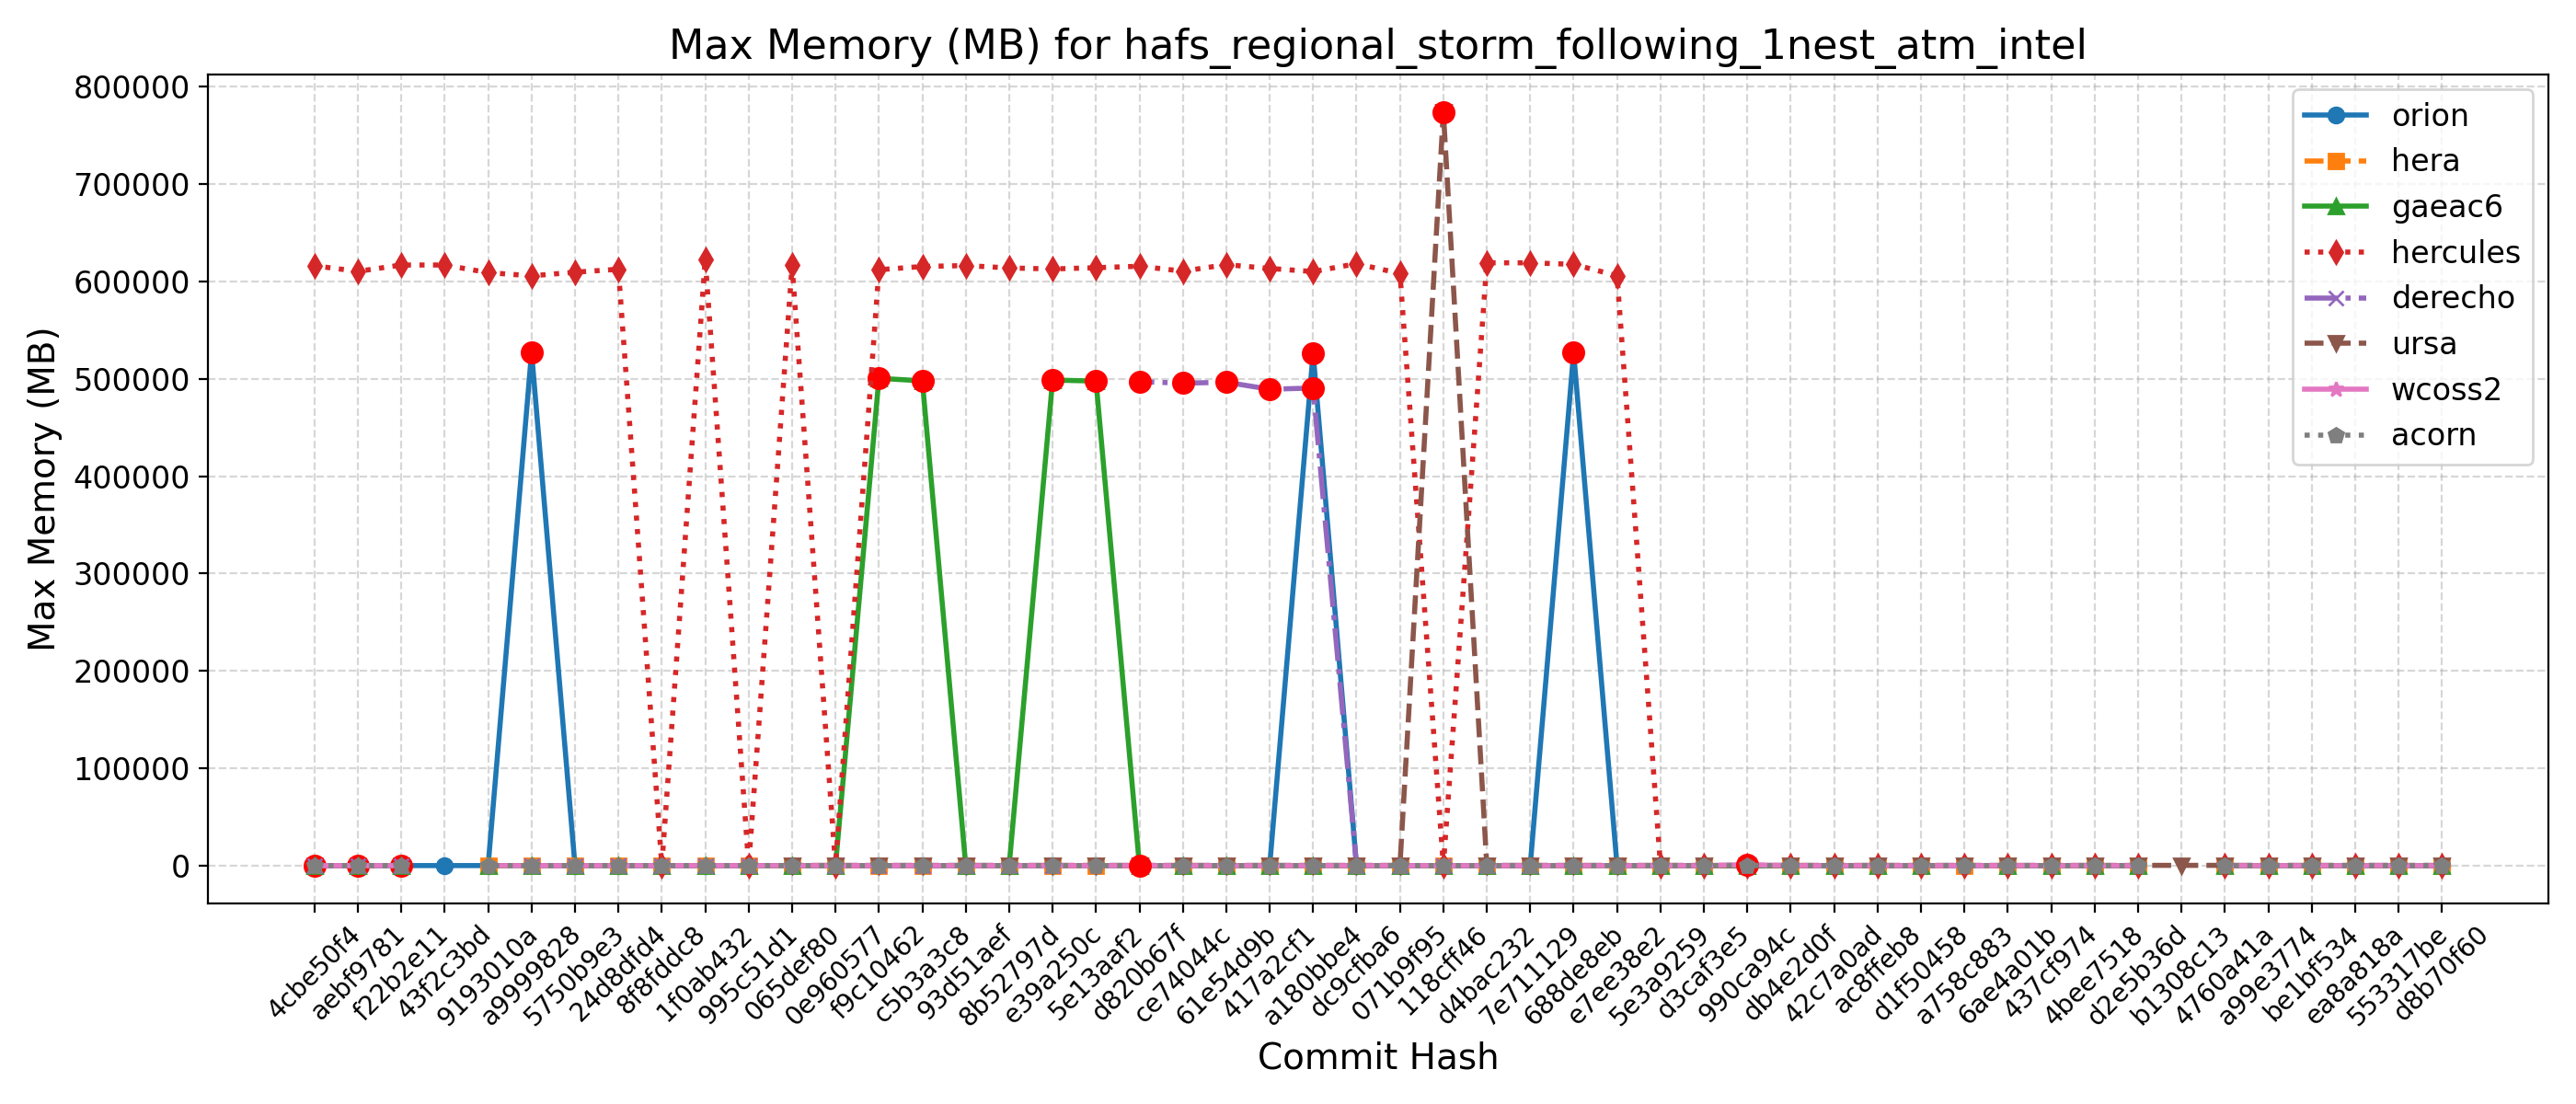 Max Memory (MB) for hafs_regional_storm_following_1nest_atm_intel
Max Memory (MB)
800000
700000
600000
500000
400000
300000
200000
100000
0
orion
hera
gaeac6
hercules
derecho
ursa
wcoss2
acorn
4cbe50f4
aebf9781
f22b2e11
43f2c3bd
9193010a
a9999828
5750b9e3
24d8dfd4
8f8fddc8
1f0ab432
995c51d1
065def80
0e960577
f9c10462
c5b3a3c8
93d51aef
8b52797d
e39a250c
5e13aaf2
d820b67f
ce74044c
61e54d9b
417a2cf1
a180bbe4
dc9cfba6
071b9f95
118cff46
d4bac232
7e711129
688de8eb
e7ee38e2
5e3a9259
d3caf3e5
990ca94c
db4e2d0f
42c7a0ad
ac8ffeb8
d1f50458
a758c883
6ae4a01b
437cf974
4bee7518
d2e5b36d
b1308c13
4760a41a
a99e3774
be1bf534
ea8a818a
553317be
d8b70f60
Commit Hash